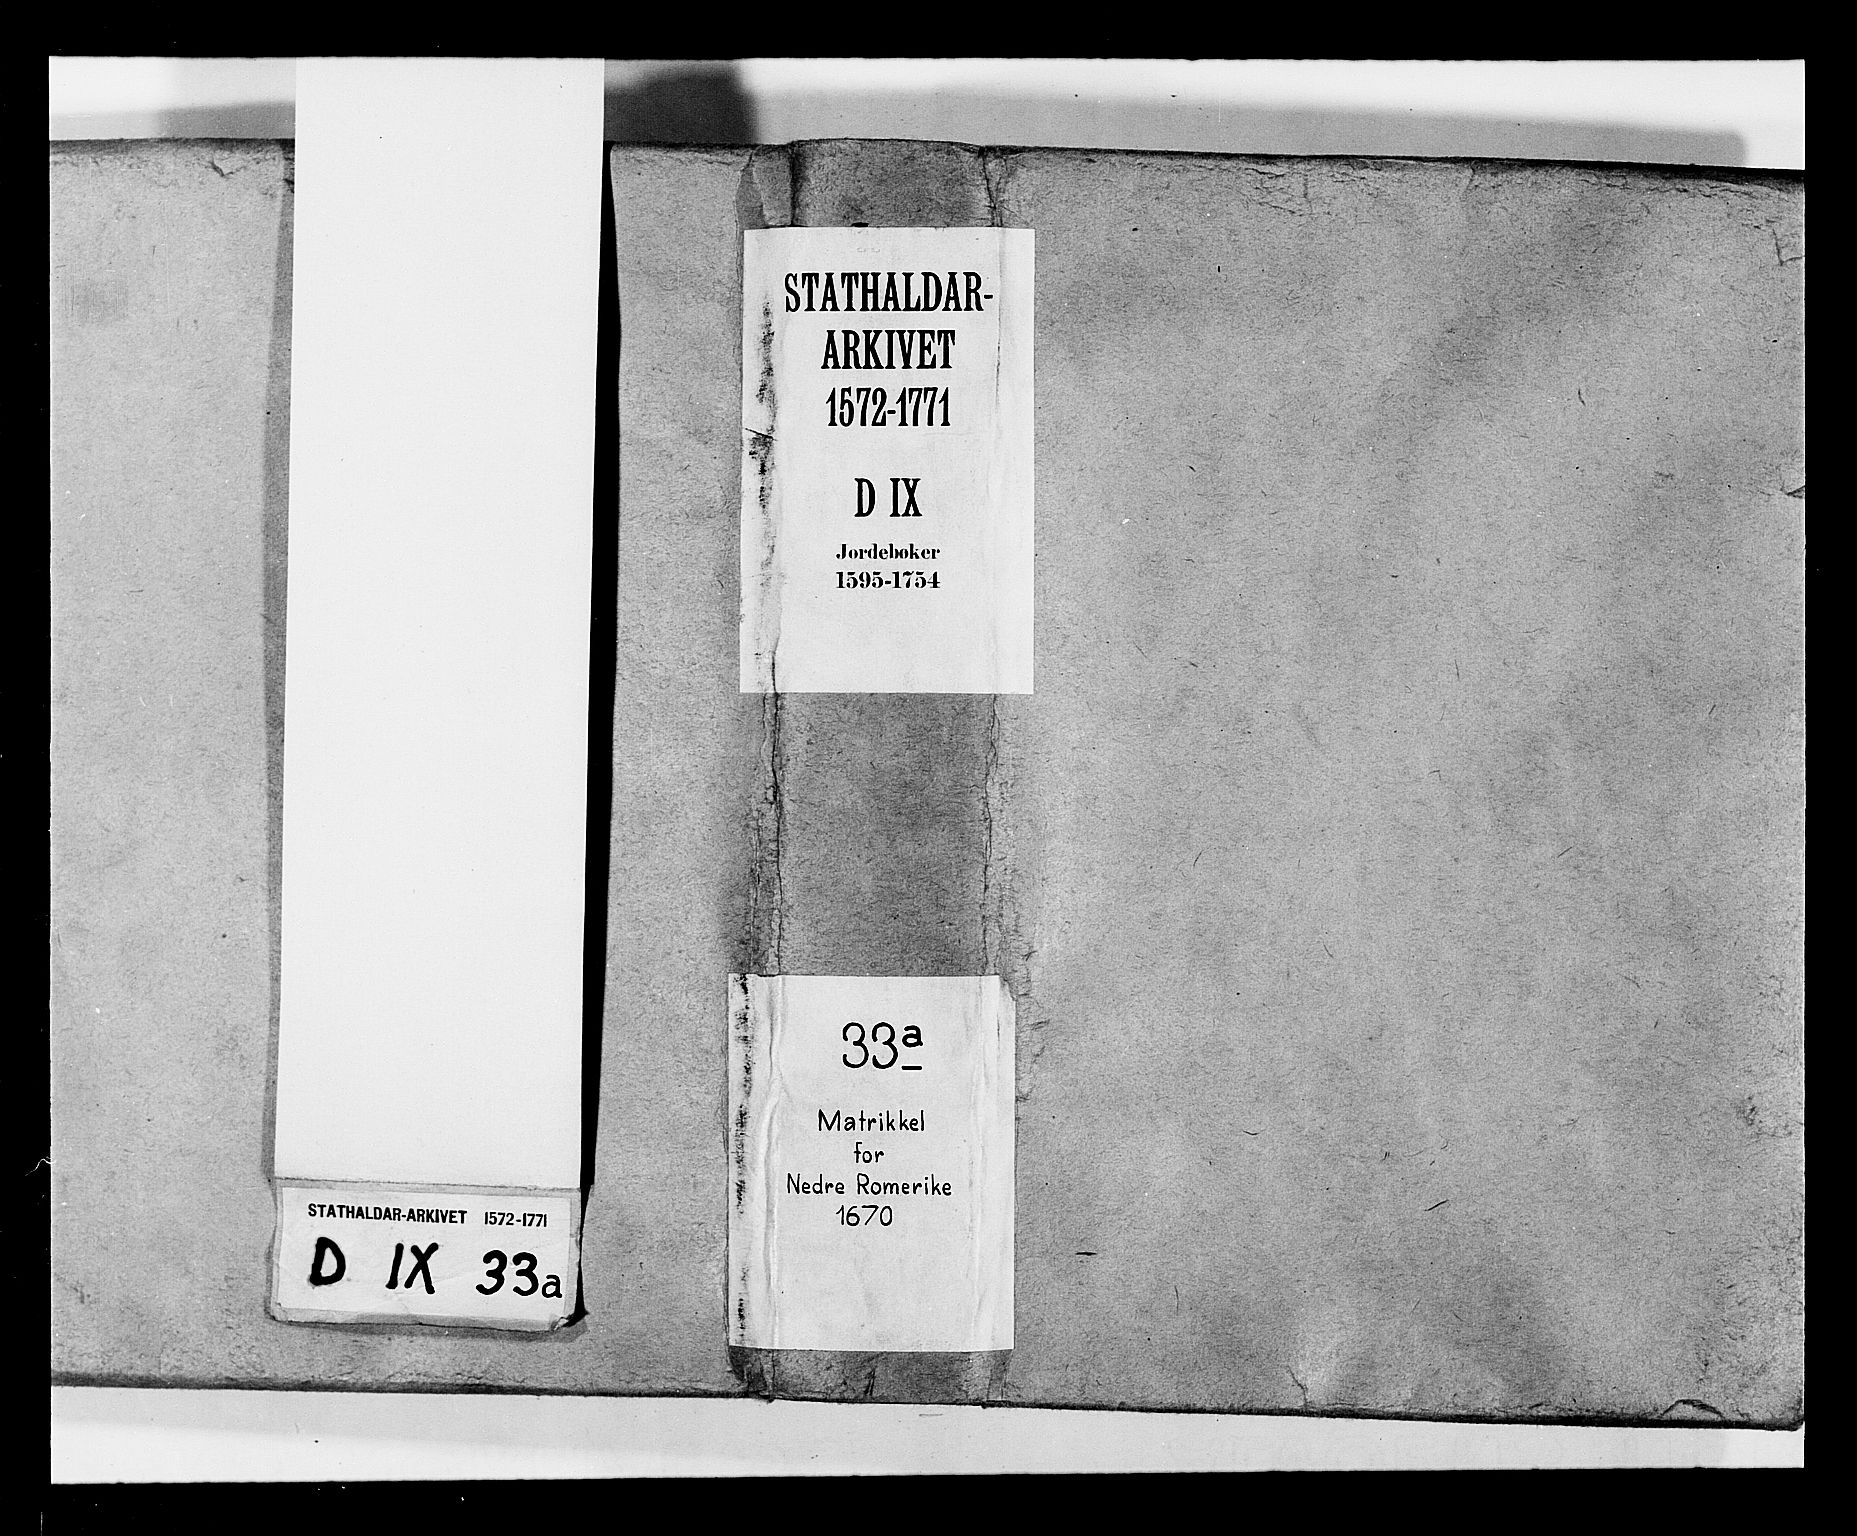 STATHALDAR-
ARKIVET
1572-1771
D IX
Jordebøker
1595-1754
33a
Matrikkel
for
Nedre Romerike
1670
STATHALDAR-ARKIVET 1572-1771
D IX 33a